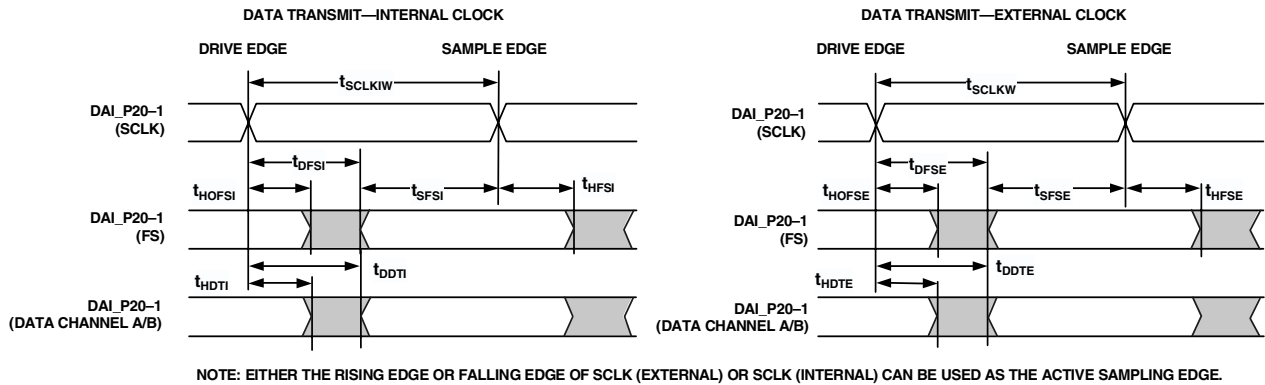 DATA TRANSMIT—INTERNAL CLOCK
DRIVE EDGE
SAMPLE EDGE
tSCLKIW
DAI_P20–1
(SCLK)
tDFSI
tHOFSI
tSFSI
tHFSI
DAI_P20–1
(FS)
tDDTI
tHDTI
DAI_P20–1
(DATA CHANNEL A/B)
DATA TRANSMIT—EXTERNAL CLOCK
DRIVE EDGE
SAMPLE EDGE
tSCLKW
DAI_P20–1
(SCLK)
tDFSE
tHOFSE
tSFSE
tHFSE
DAI_P20–1
(FS)
tDDTE
tHDTE
DAI_P20–1
(DATA CHANNEL A/B)
NOTE: EITHER THE RISING EDGE OR FALLING EDGE OF SCLK (EXTERNAL) OR SCLK (INTERNAL) CAN BE USED AS THE ACTIVE SAMPLING EDGE.